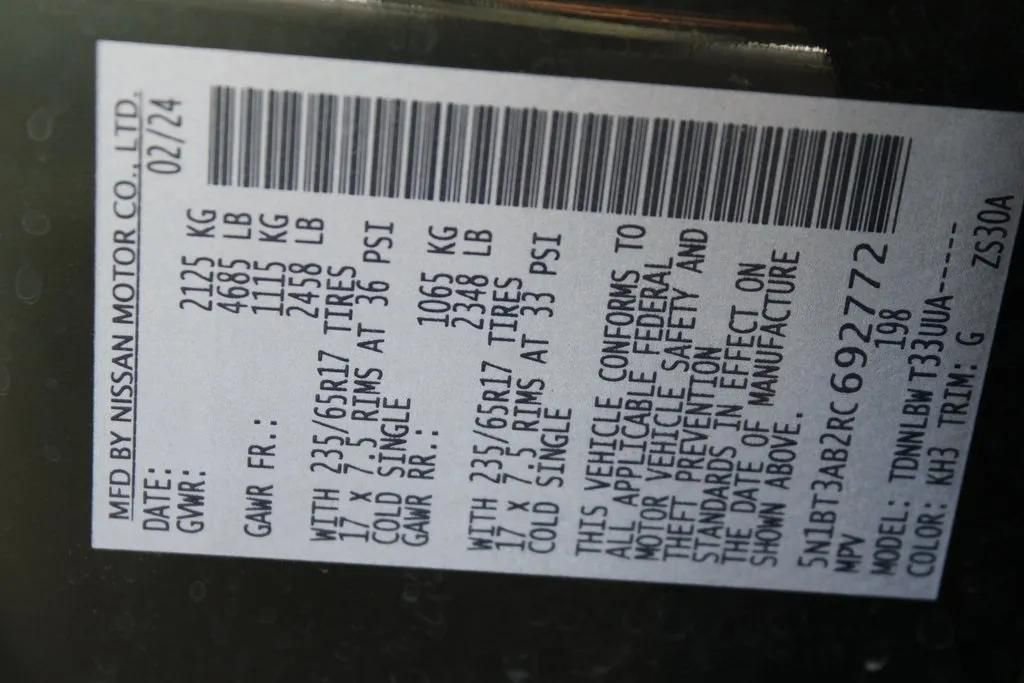 MFD BY NISSAN MOTOR CO., LTD.
DATE: 02/24
GVWR: 2125 KG
4685 LB
GAWR FR.: 1115 KG
2458 LB
WITH 235/65R17 TIRES
17 X 7.5 RIMS AT 36 PSI
COLD SINGLE
GAWR RR.: 1065 KG
2348 LB
WITH 235/65R17 TIRES
17 X 7.5 RIMS AT 33 PSI
COLD SINGLE
THIS VEHICLE CONFORMS TO
ALL APPLICABLE FEDERAL
MOTOR VEHICLE SAFETY AND
THEFT PREVENTION
STANDARDS IN EFFECT ON
THE DATE OF MANUFACTURE
SHOWN ABOVE.
5N1BT3AB2RC692772
MPV 198
MODEL: TDNNLBWT33UUA-----
COLOR: KH3 TRIM: G ZS30A